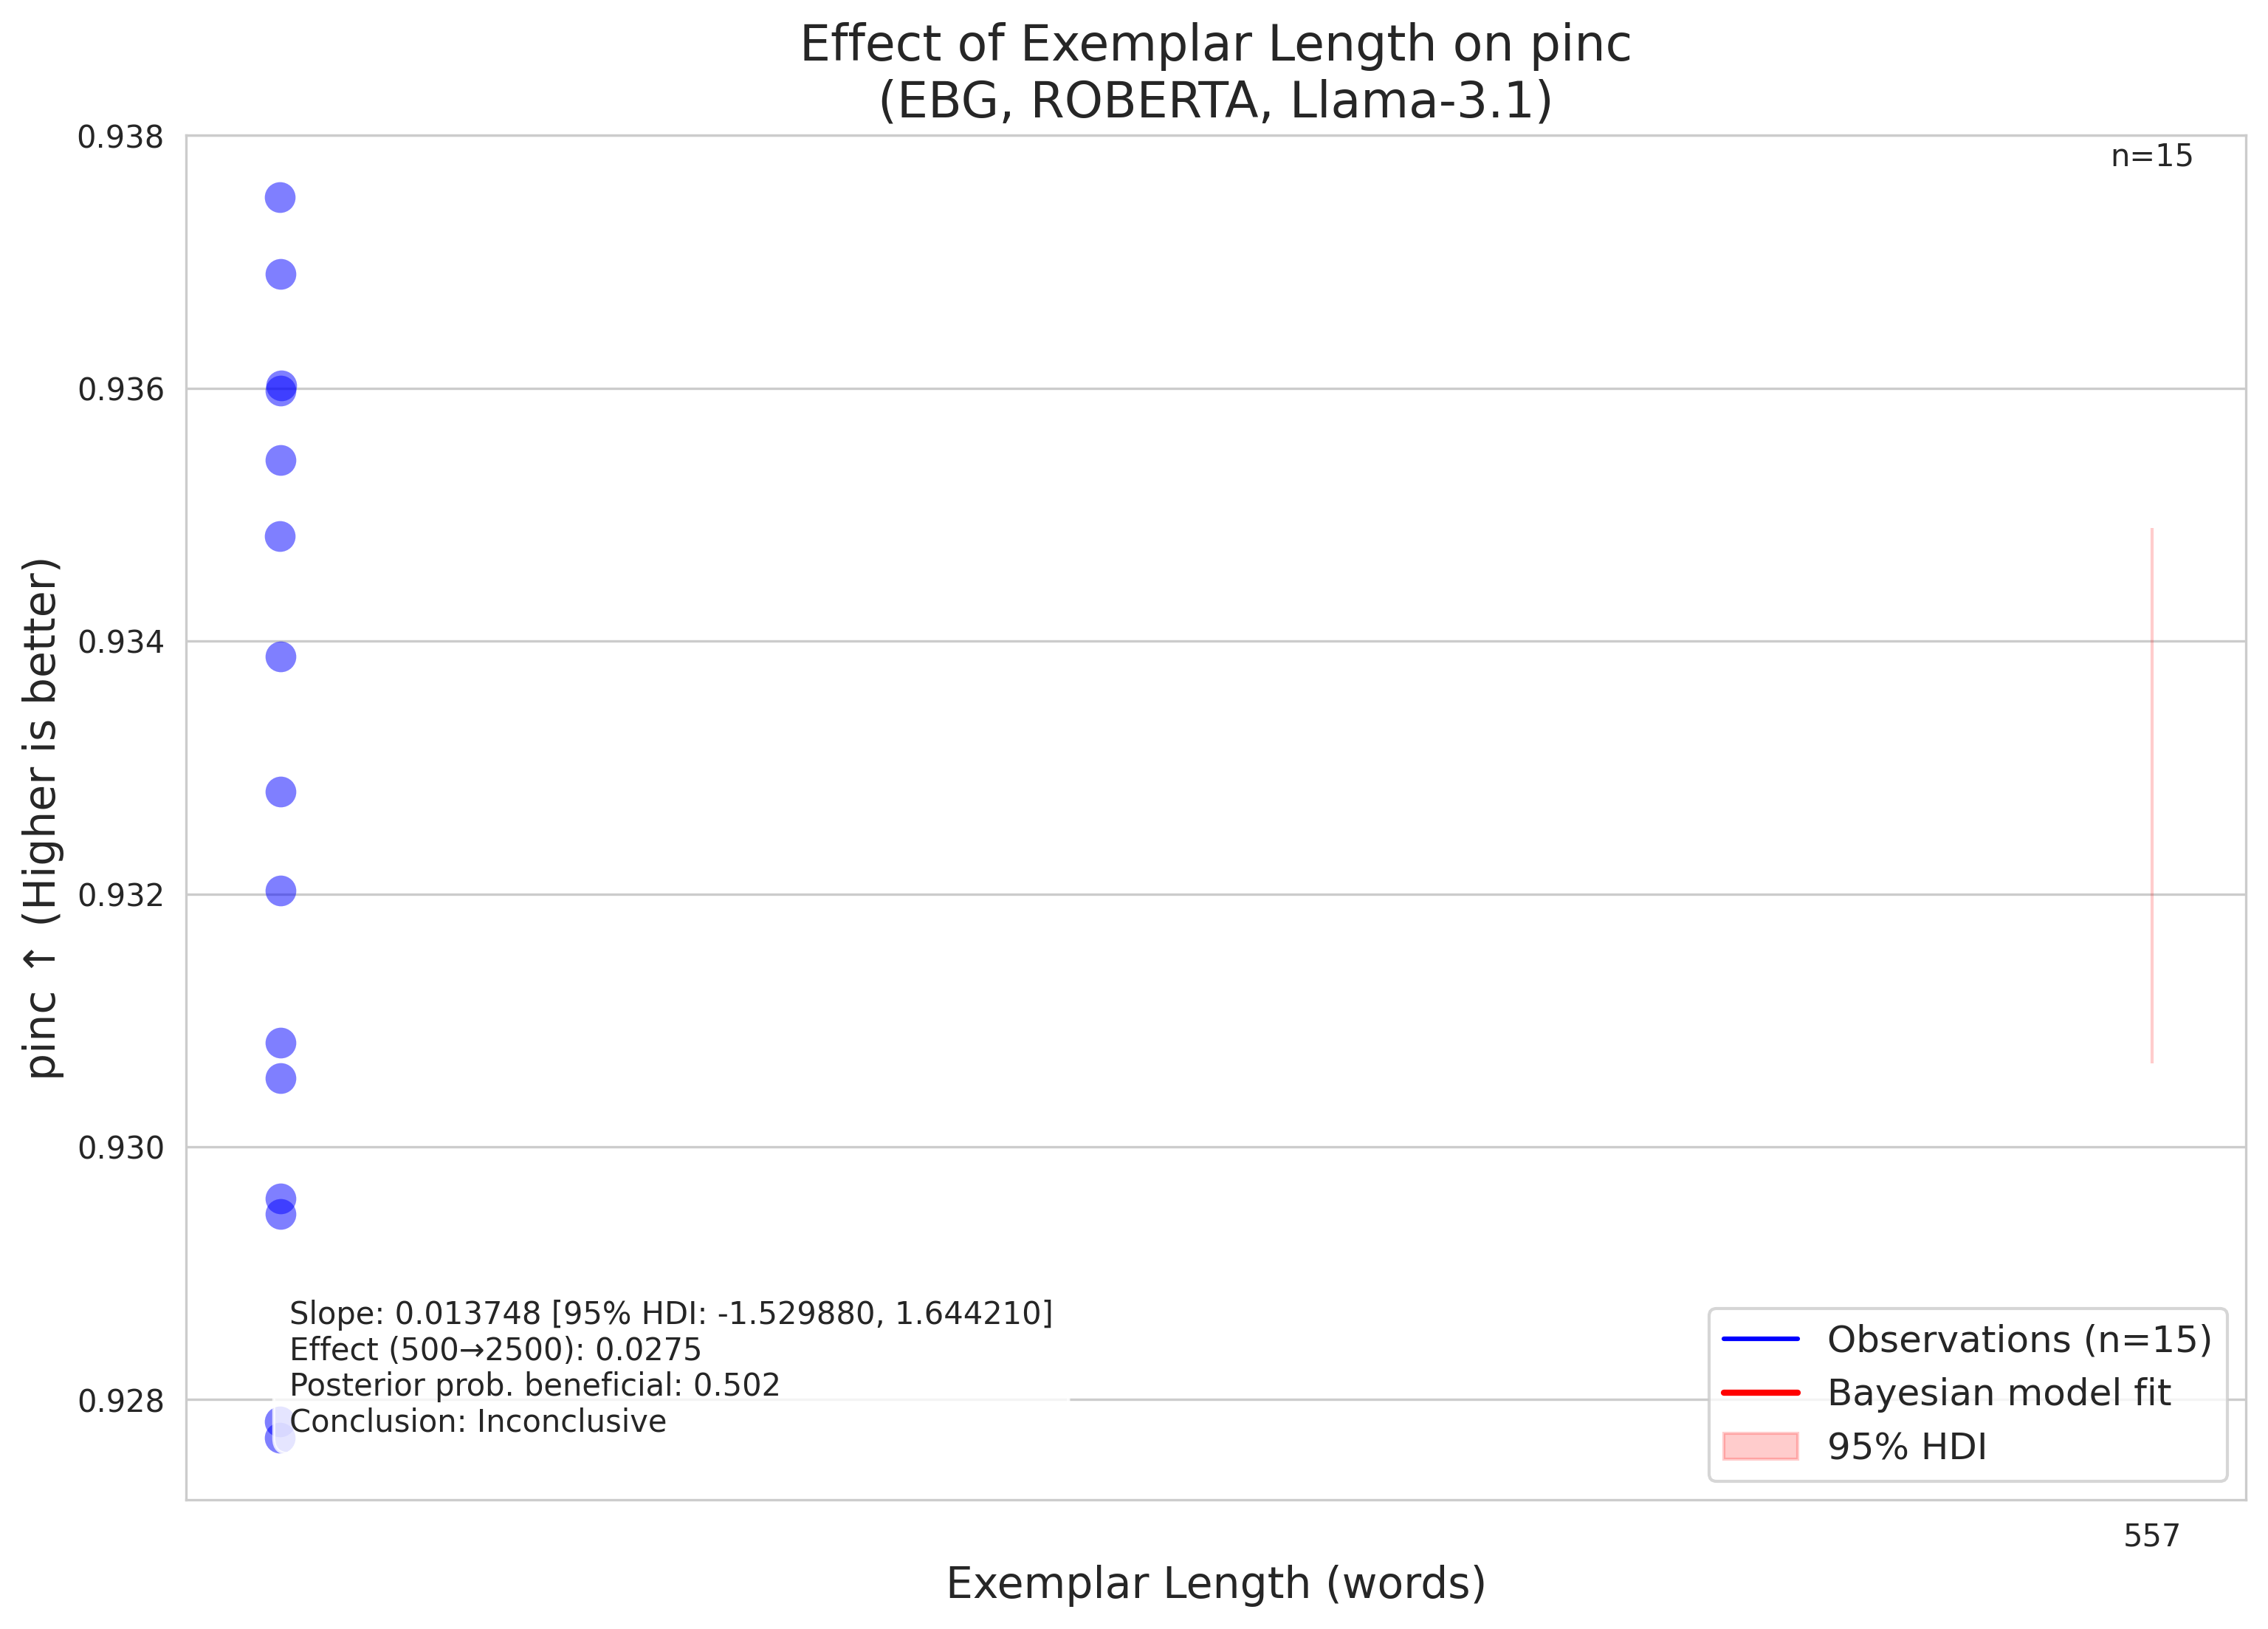 Effect of Exemplar Length on pinc
(EBG, ROBERTA, Llama-3.1)
n=15
0.938
0.936
0.934
0.932
0.930
0.928
pinc ↑ (Higher is better)
Slope: 0.013748 [95% HDI: -1.529880, 1.644210]
Effect (500→2500): 0.0275
Posterior prob. beneficial: 0.502
Conclusion: Inconclusive
Observations (n=15)
Bayesian model fit
95% HDI
557
Exemplar Length (words)